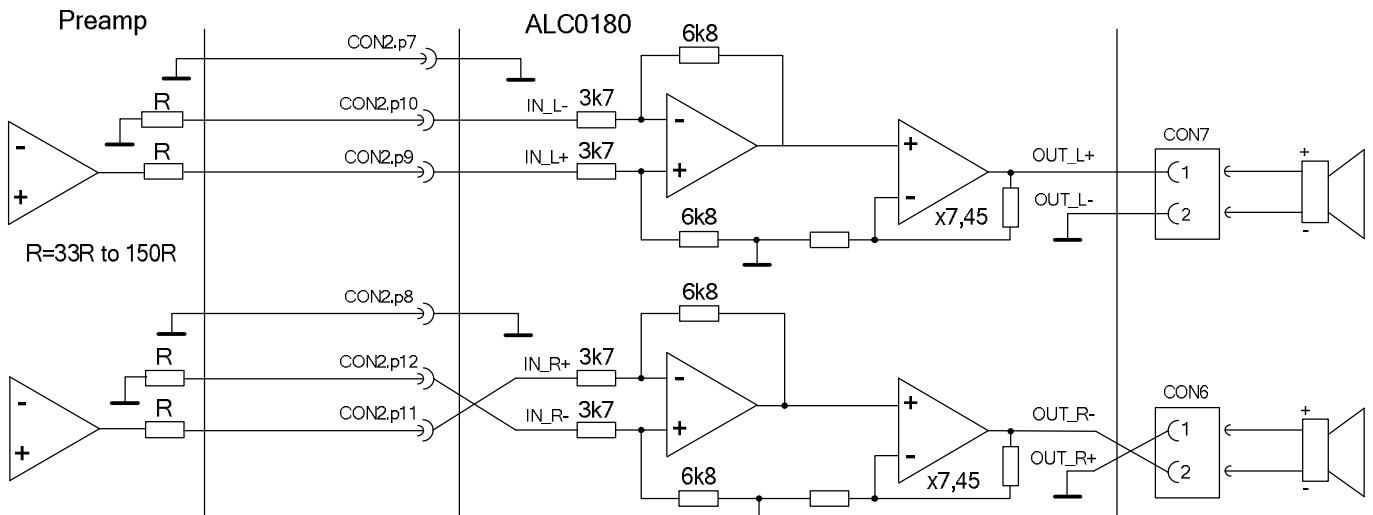 Preamp
ALC0180
CON2.p7
6k8
R
CON2.p10
IN_L-
3k7
-
-
+
CON7
R
CON2.p9
IN_L+
3k7
+
+
-
OUT_L+
1
+
OUT_L-
2
-
6k8
x7,45
R=33R to 150R
CON2.p8
6k8
R
CON2.p12
IN_R+
3k7
-
-
+
CON6
R
CON2.p11
IN_R-
3k7
+
+
-
OUT_R-
1
+
OUT_R+
2
-
6k8
x7,45